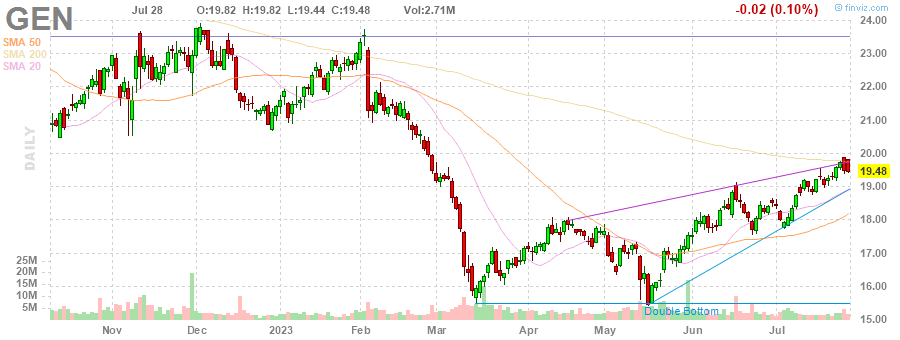 GEN Jul 28 O:19.82 H:19.82 L:19.44 C:19.48 Vol:2.71M -0.02 (0.10%)
© finviz.com
SMA 50
SMA 200
SMA 20
DAILY
24.00
23.00
22.00
21.00
20.00
19.48
19.00
18.00
17.00
16.00
15.00
25M
20M
15M
10M
5M
Double Bottom
Nov Dec 2023 Feb Mar Apr May Jun Jul